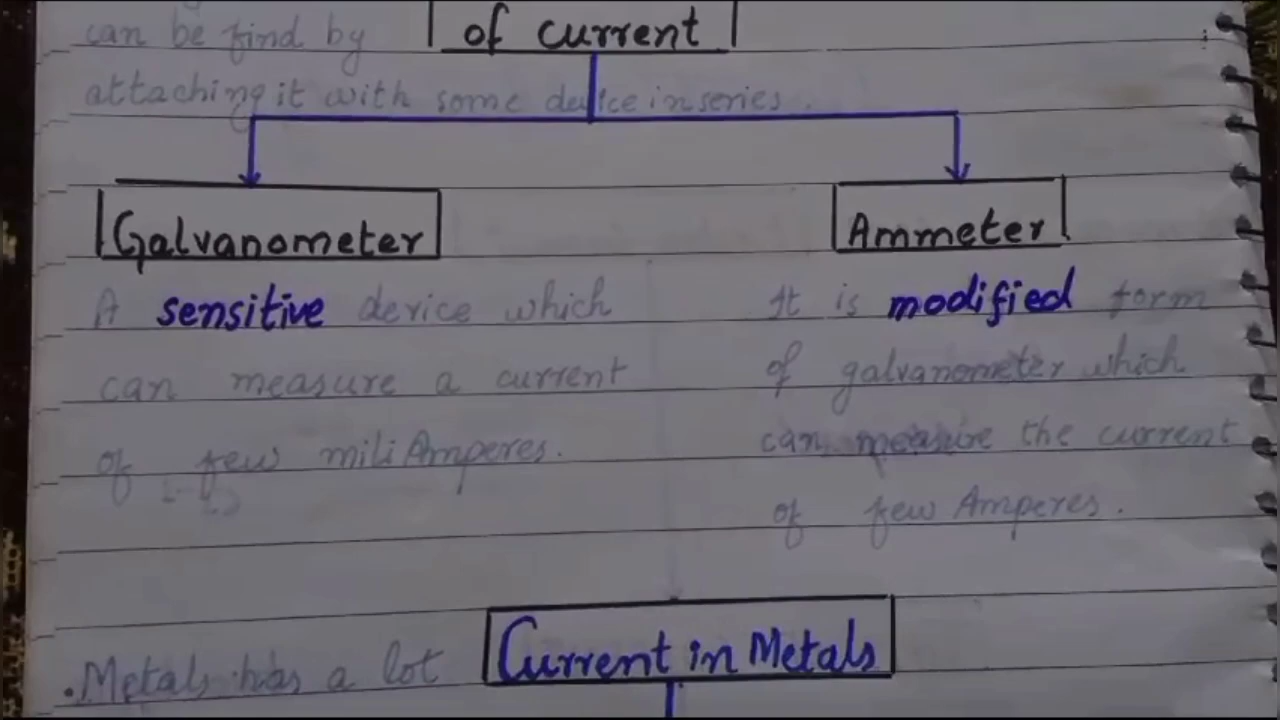 can be find by
of current
attaching it with some device in series.
Galvanometer
A sensitive device which
can measure a current
of few mili Amperes.
Ammeter
It is modified form
of galvanometer which
can measure the current
of few Amperes.
Current in Metals
.Metals has a lot